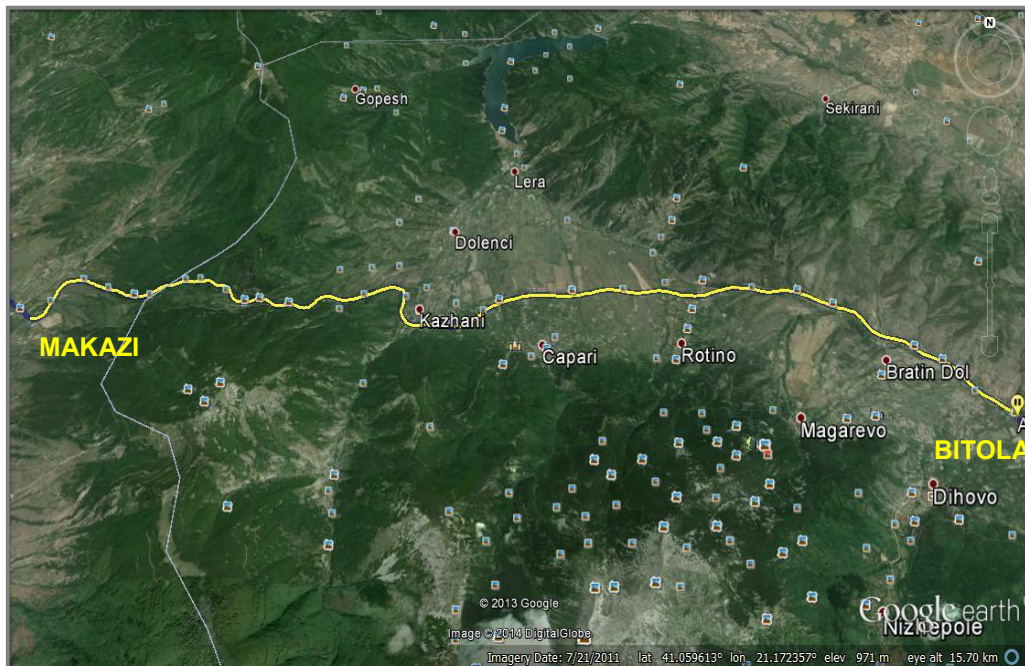 N
Gopesh
Sekirani
Lera
Dolenci
Kazhani
MAKAZI
Capari
Rotino
Bratin Dol
Magarevo
A
BITOLA
Dihovo
© 2013 Google
Google earth
Nizhepole
Image © 2014 DigitalGlobe
Imagery Date: 7/21/2011 lat 41.059613° lon 21.172357° elev 971 m eye alt 15.70 km